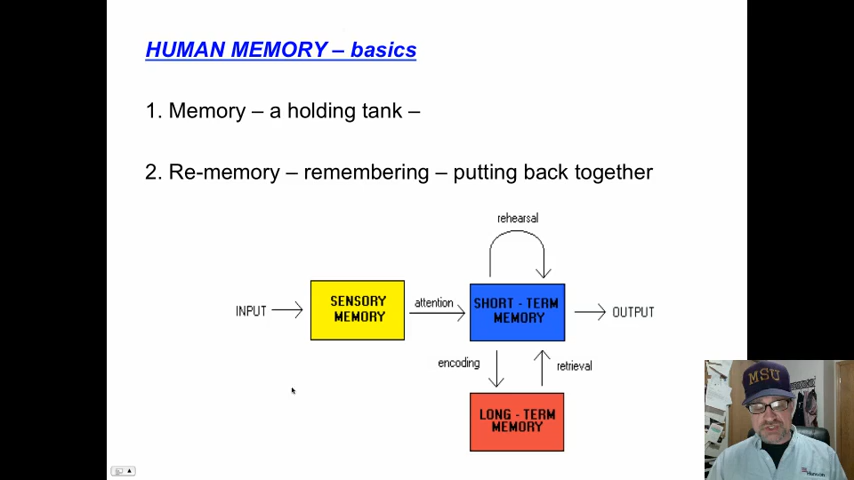 HUMAN MEMORY – basics
1. Memory – a holding tank –
2. Re-memory – remembering – putting back together
rehearsal
INPUT
SENSORY
MEMORY
attention
SHORT - TERM
MEMORY
OUTPUT
encoding
retrieval
LONG - TERM
MEMORY
MSU